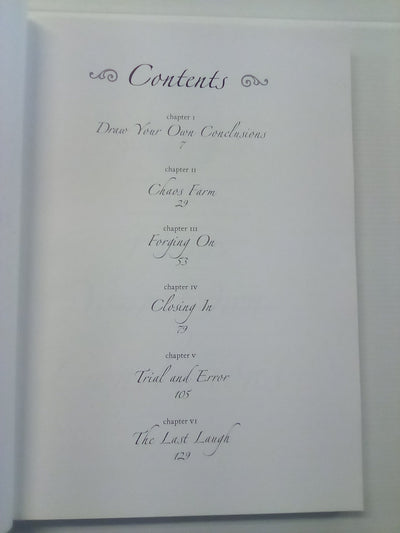 Contents
chapter I
Draw Your Own Conclusions
7
chapter II
Chaos Farm
29
chapter III
Forging On
53
chapter IV
Closing In
79
chapter V
Trial and Error
105
chapter VI
The Last Laugh
129